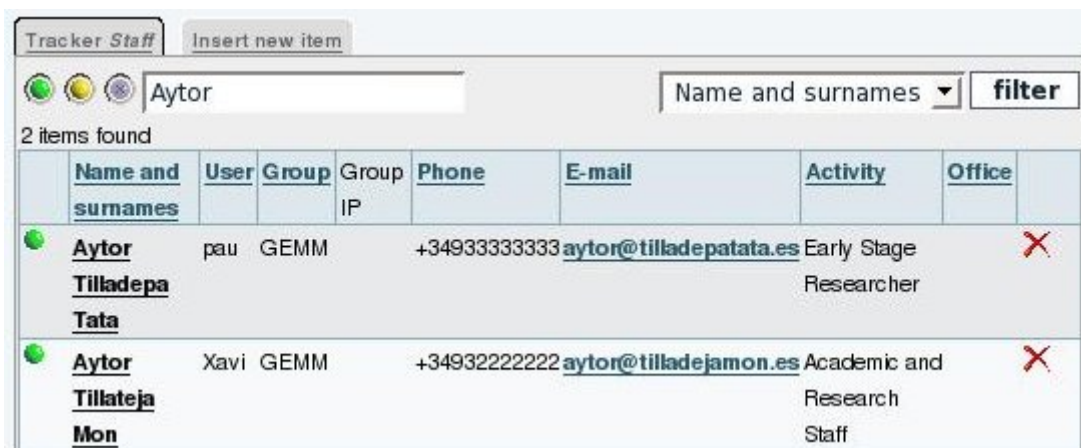 Tracker Staff Insert new item
Aytor Name and surnames filter
2 items found
Name and User Group Group Phone E-mail Activity Office
surnames IP
Aytor pau GEMM +34933333333 aytor@tilladepatata.es Early Stage
Tilladepa Researcher
Tata
Aytor Xavi GEMM +34932222222 aytor@tilladejamon.es Academic and
Tillateja Research
Mon Staff